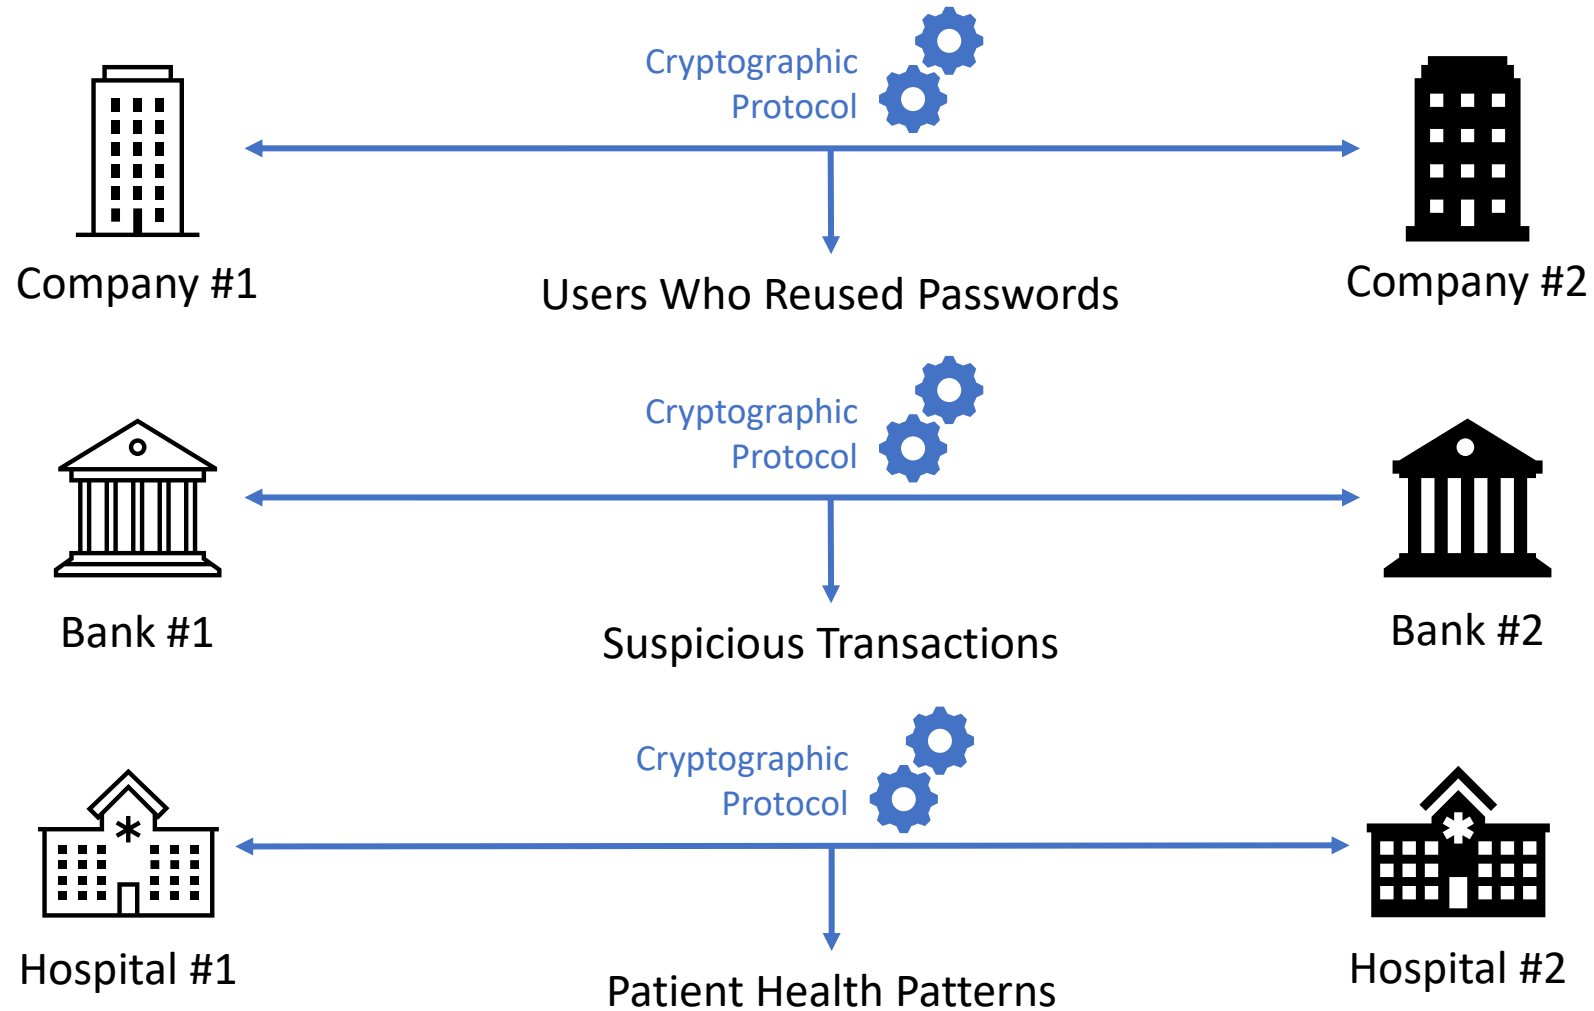 Cryptographic
Protocol
Company #1
Users Who Reused Passwords
Company #2
Cryptographic
Protocol
Bank #1
Suspicious Transactions
Bank #2
Cryptographic
Protocol
Hospital #1
Patient Health Patterns
Hospital #2